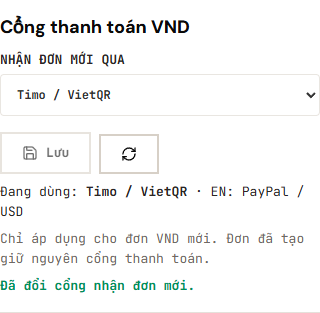 Cổng thanh toán VND
NHẬN ĐƠN MỚI QUA
Timo / VietQR
Lưu
Đang dùng: Timo / VietQR · EN: PayPal /
USD
Chỉ áp dụng cho đơn VND mới. Đơn đã tạo
giữ nguyên cổng thanh toán.
Đã đổi cổng nhận đơn mới.